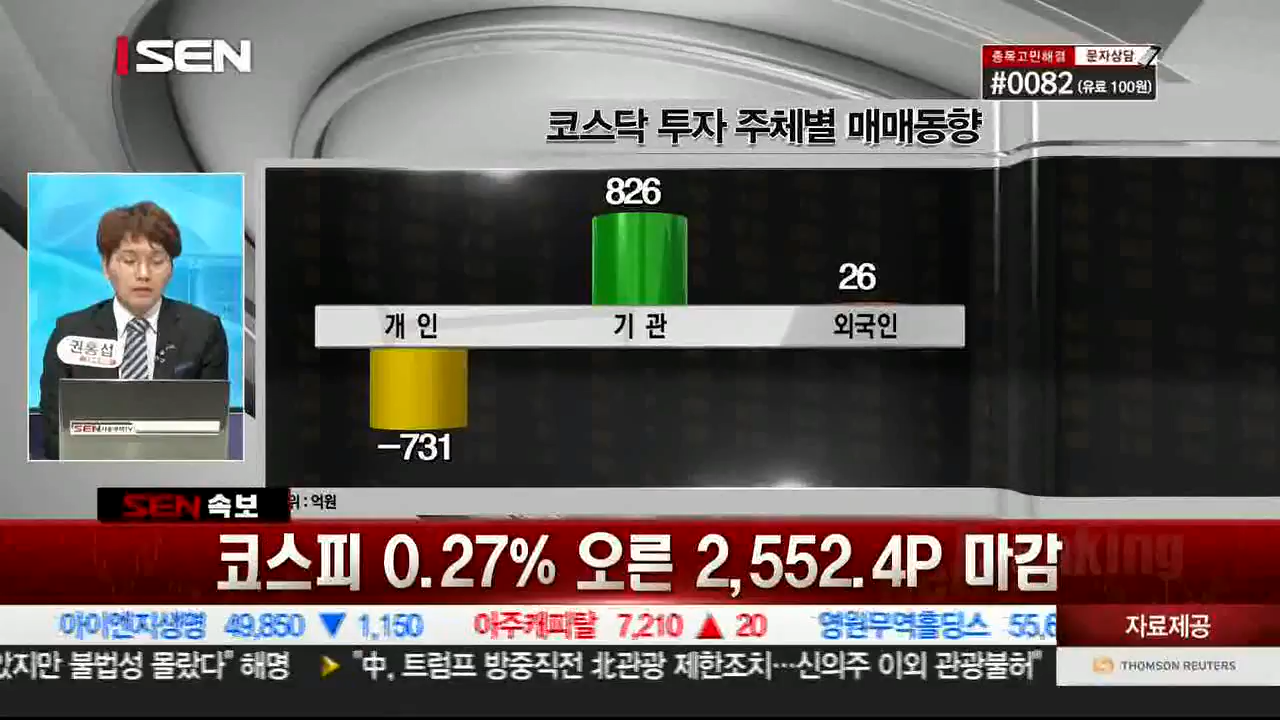 SEN
종목고민해결 문자상담
#0082 (유료 100원)
코스닥 투자 주체별 매매동향
826
26
개인 기관 외국인
-731
권홍섭
SEN
위 : 억원
SEN 속보
코스피 0.27% 오른 2,552.4P 마감
아이엔지생명 49,850 ▼ 1,150 아주캐피탈 7,210 ▲ 20 영원무역홀딩스 55,6
자료제공
았지만 불법성 몰랐다" 해명 "中, 트럼프 방중직전 北관광 제한조치…신의주 이외 관광불허"
THOMSON REUTERS